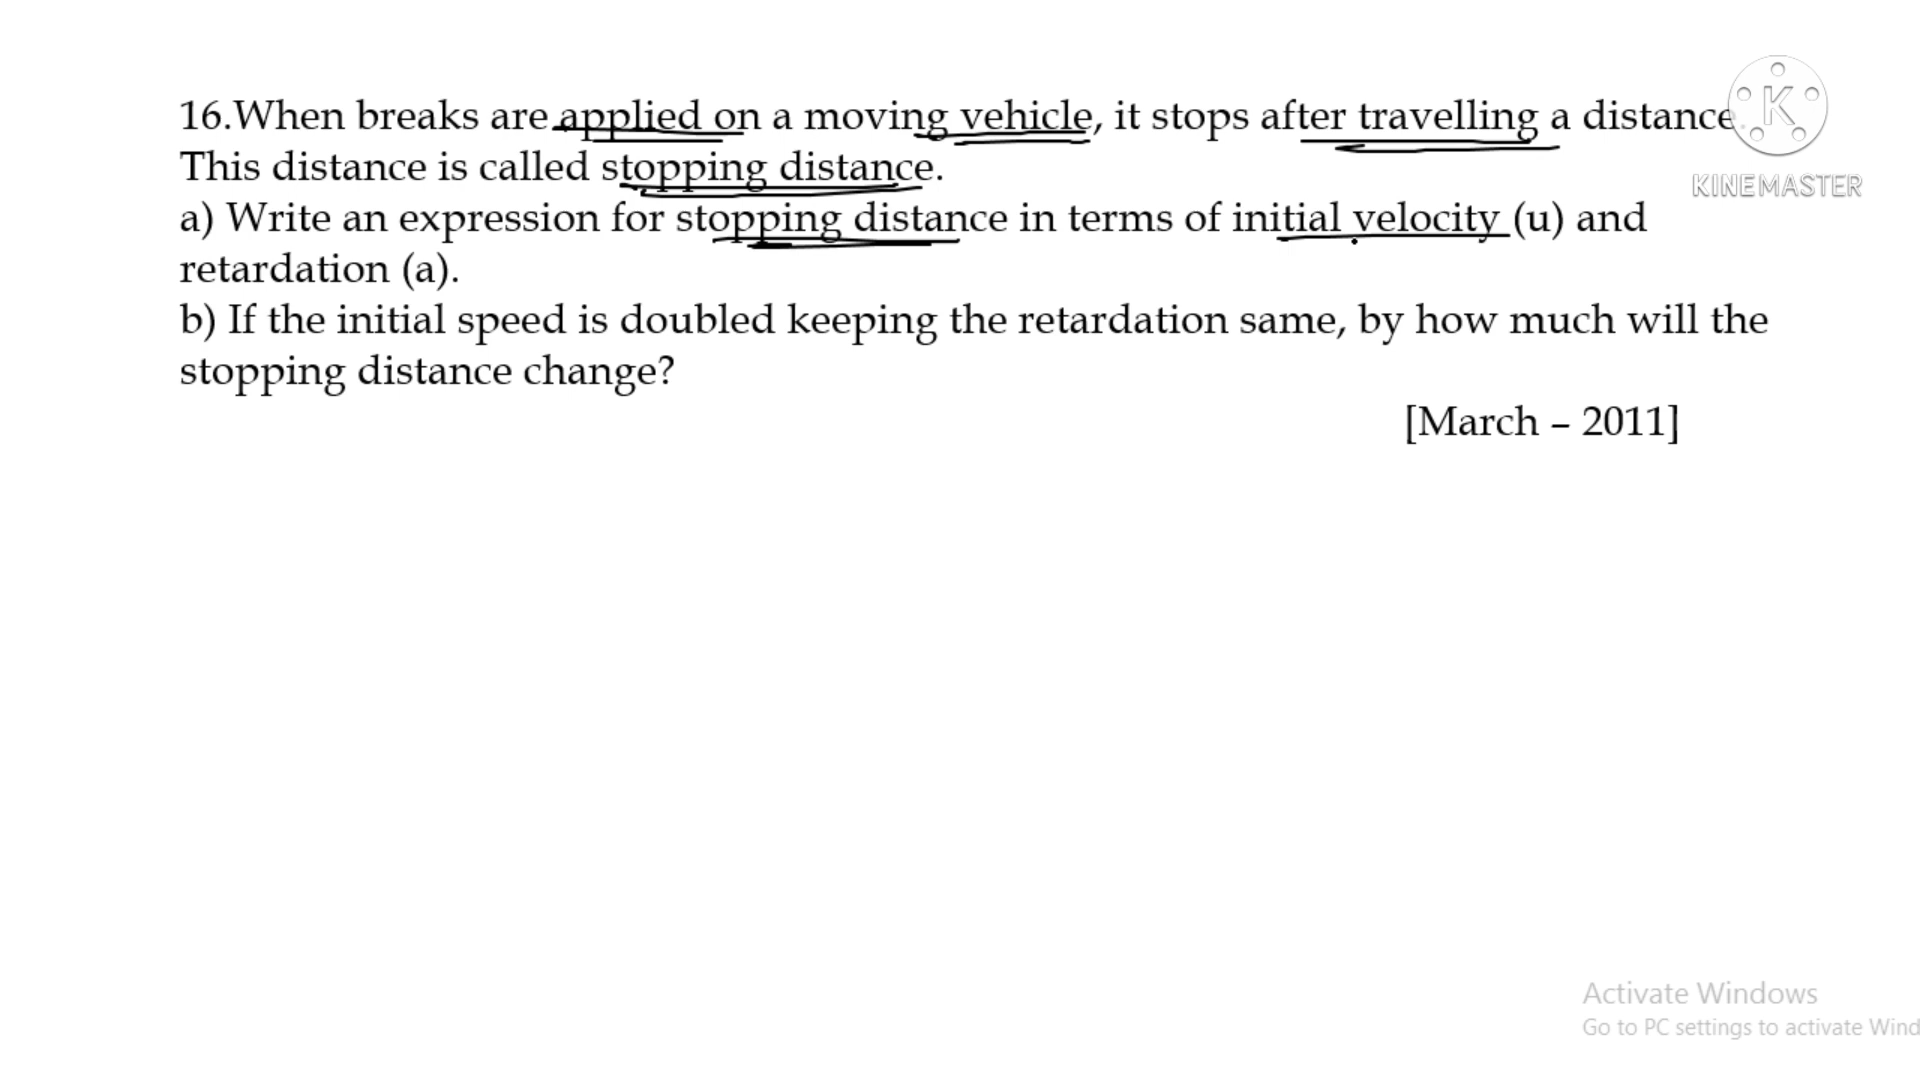 16.When breaks are applied on a moving vehicle, it stops after travelling a distance.
This distance is called stopping distance.
a) Write an expression for stopping distance in terms of initial velocity (u) and
retardation (a).
b) If the initial speed is doubled keeping the retardation same, by how much will the
stopping distance change?
[March – 2011]
K
KINEMASTER
Activate Windows
Go to PC settings to activate Wind